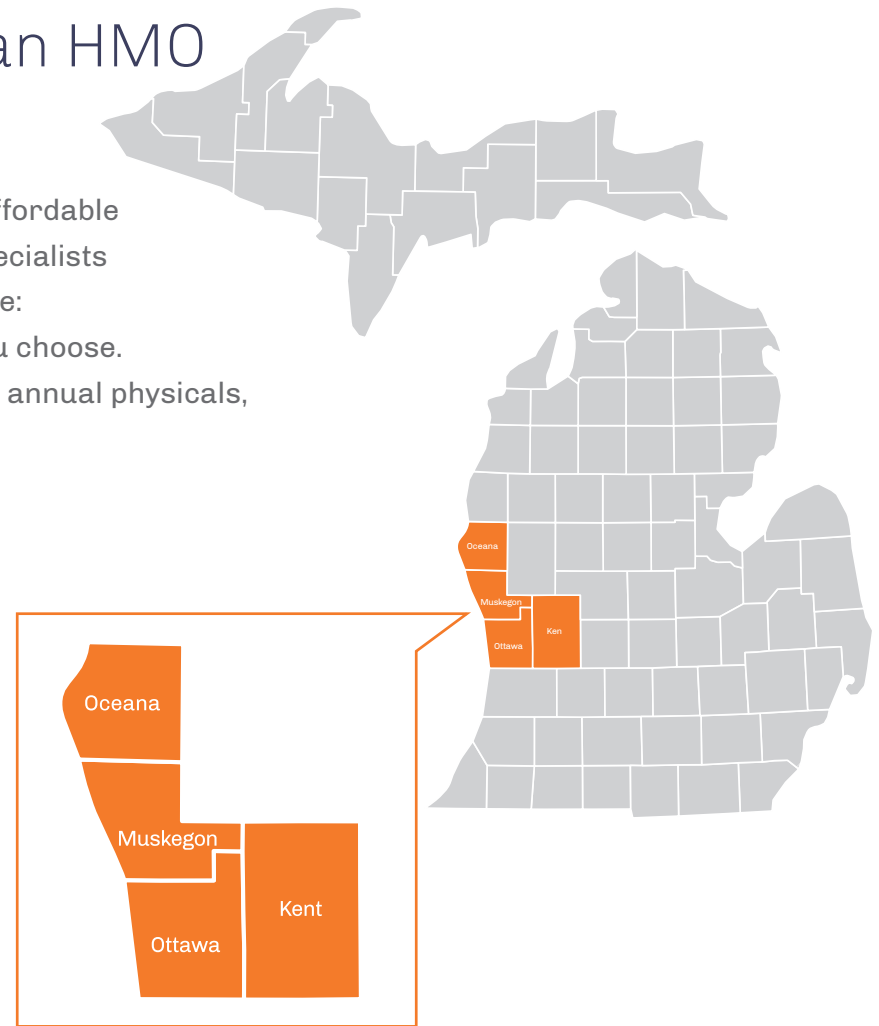 an HMO
ffordable
ecialists
e:
u choose.
annual physicals,
Oceana
Muskegon
Ottawa
Ken
Oceana
Muskegon
Ottawa
Kent